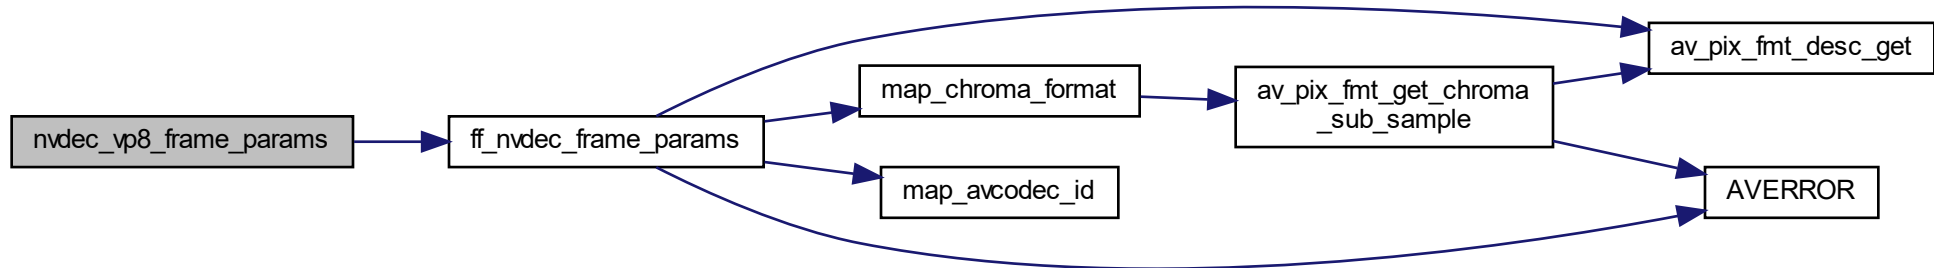 nvdec_vp8_frame_params
ff_nvdec_frame_params
map_chroma_format
map_avcodec_id
av_pix_fmt_get_chroma
_sub_sample
av_pix_fmt_desc_get
AVERROR